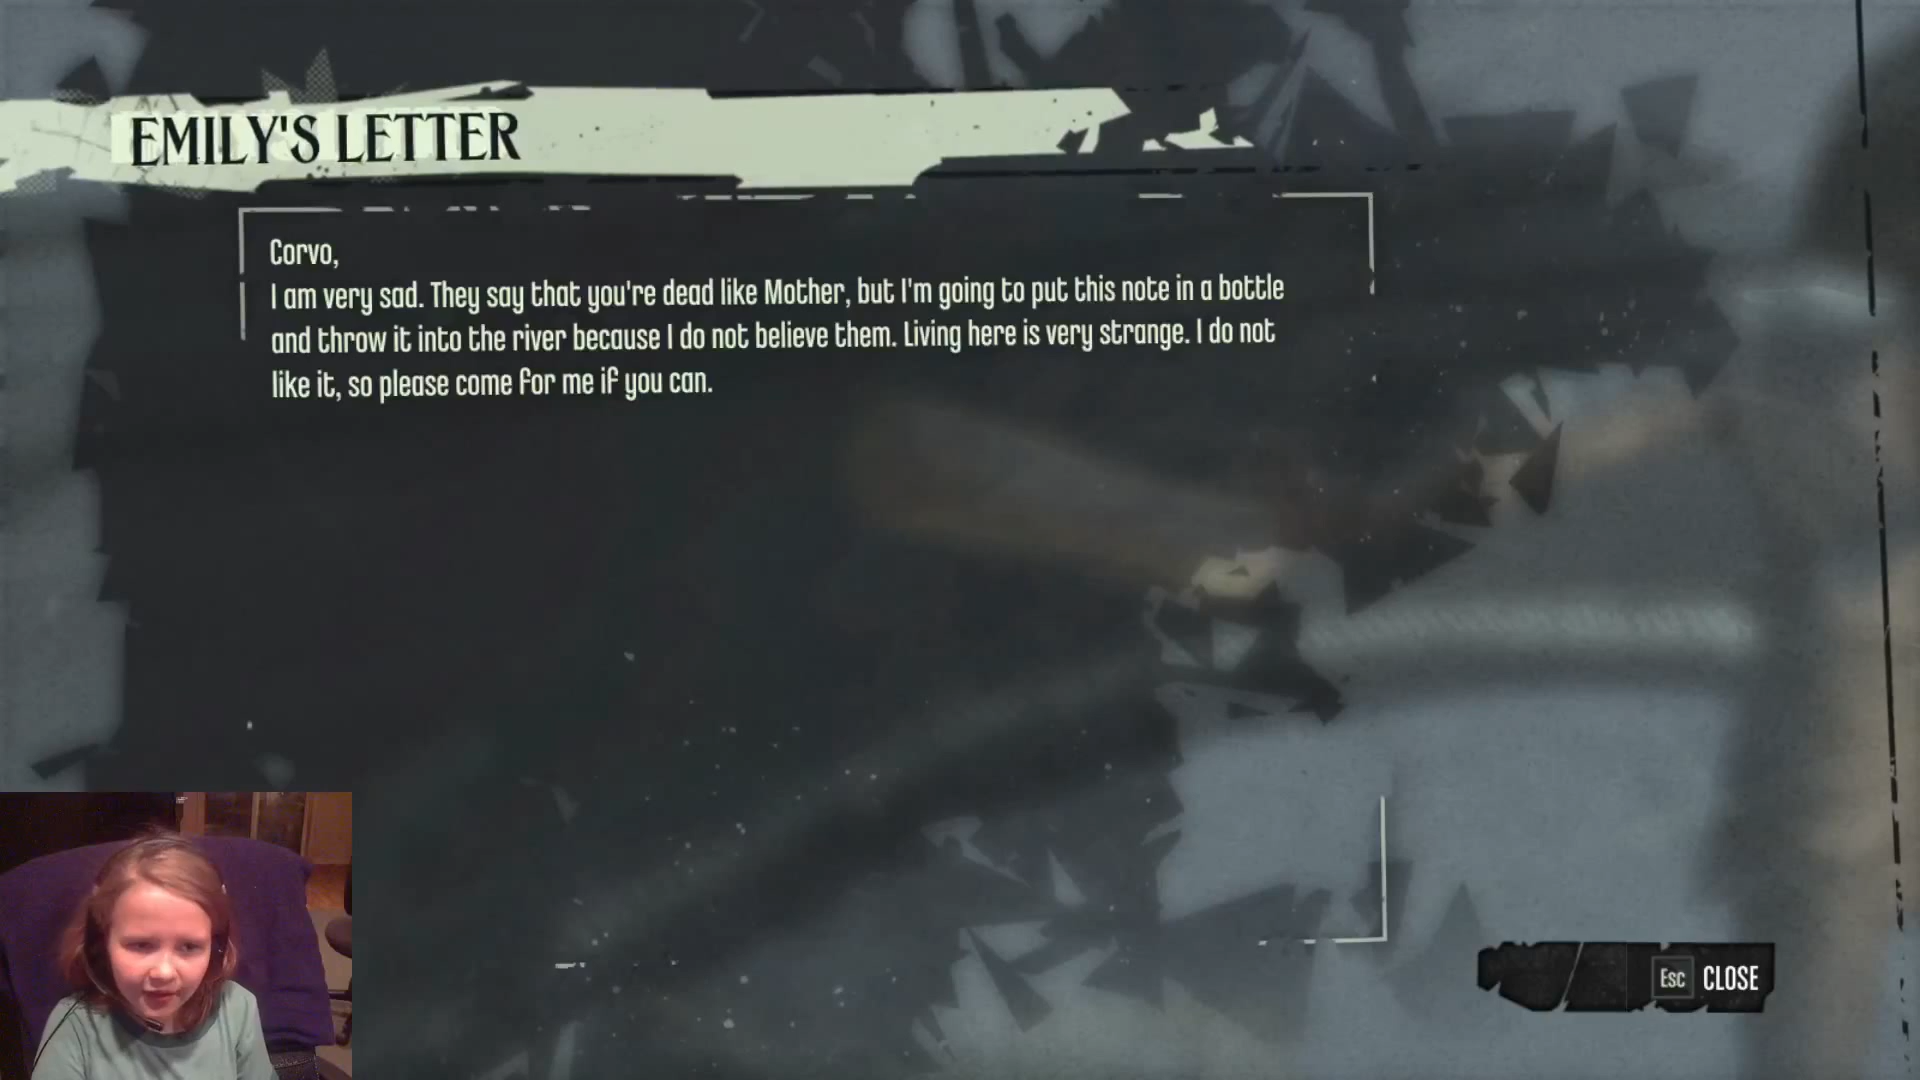 EMILY'S LETTER
Corvo,
I am very sad. They say that you're dead like Mother, but I'm going to put this note in a bottle
and throw it into the river because I do not believe them. Living here is very strange. I do not
like it, so please come for me if you can.
Esc CLOSE